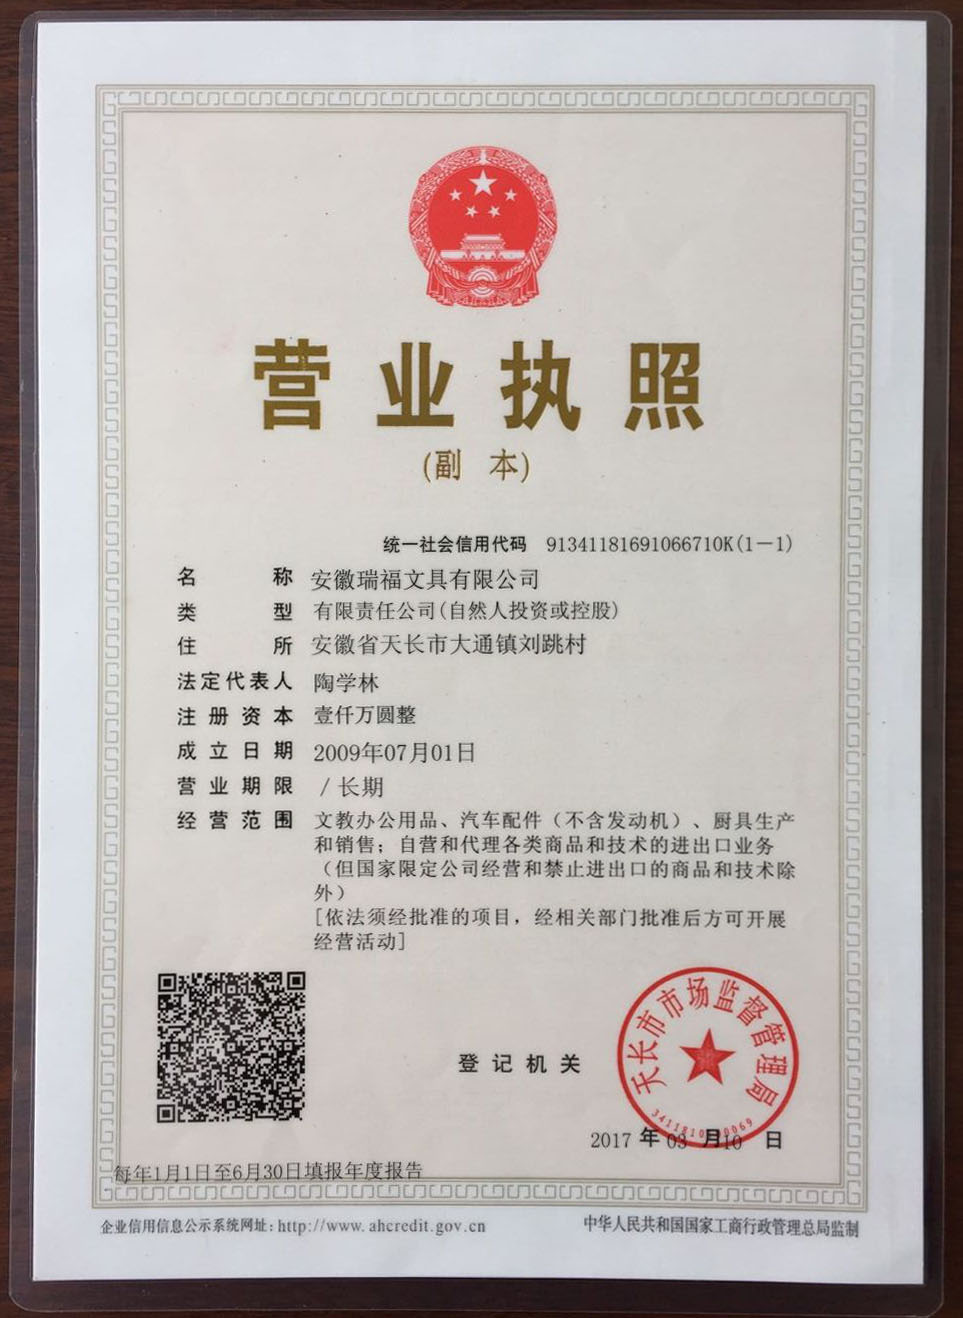 营业执照
(副 本)
统一社会信用代码 91341181691066710K(1－1)
名 称 安徽瑞福文具有限公司
类 型 有限责任公司(自然人投资或控股)
住 所 安徽省天长市大通镇刘跳村
法定代表人 陶学林
注册资本 壹仟万圆整
成立日期 2009年07月01日
营业期限 / 长期
经营范围 文教办公用品、汽车配件（不含发动机）、厨具生产
和销售；自营和代理各类商品和技术的进出口业务
（但国家限定公司经营和禁止进出口的商品和技术除
外）
[依法须经批准的项目，经相关部门批准后方可开展
经营活动]
天长市市场监督管理局
登记机关
2017 年 03 月 10 日
每年1月1日至6月30日填报年度报告
企业信用信息公示系统网址: http://www.ahcredit.gov.cn
中华人民共和国国家工商行政管理总局监制